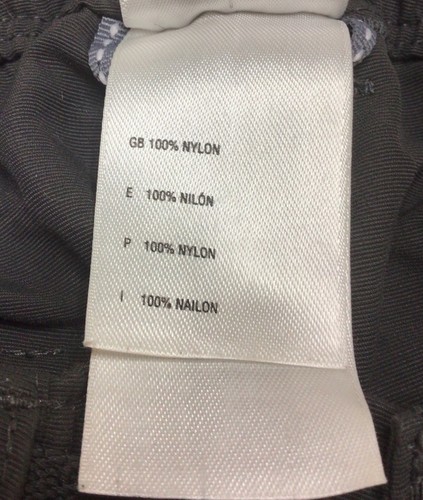 GB 100% NYLON
E 100% NILÓN
P 100% NYLON
I 100% NAILON